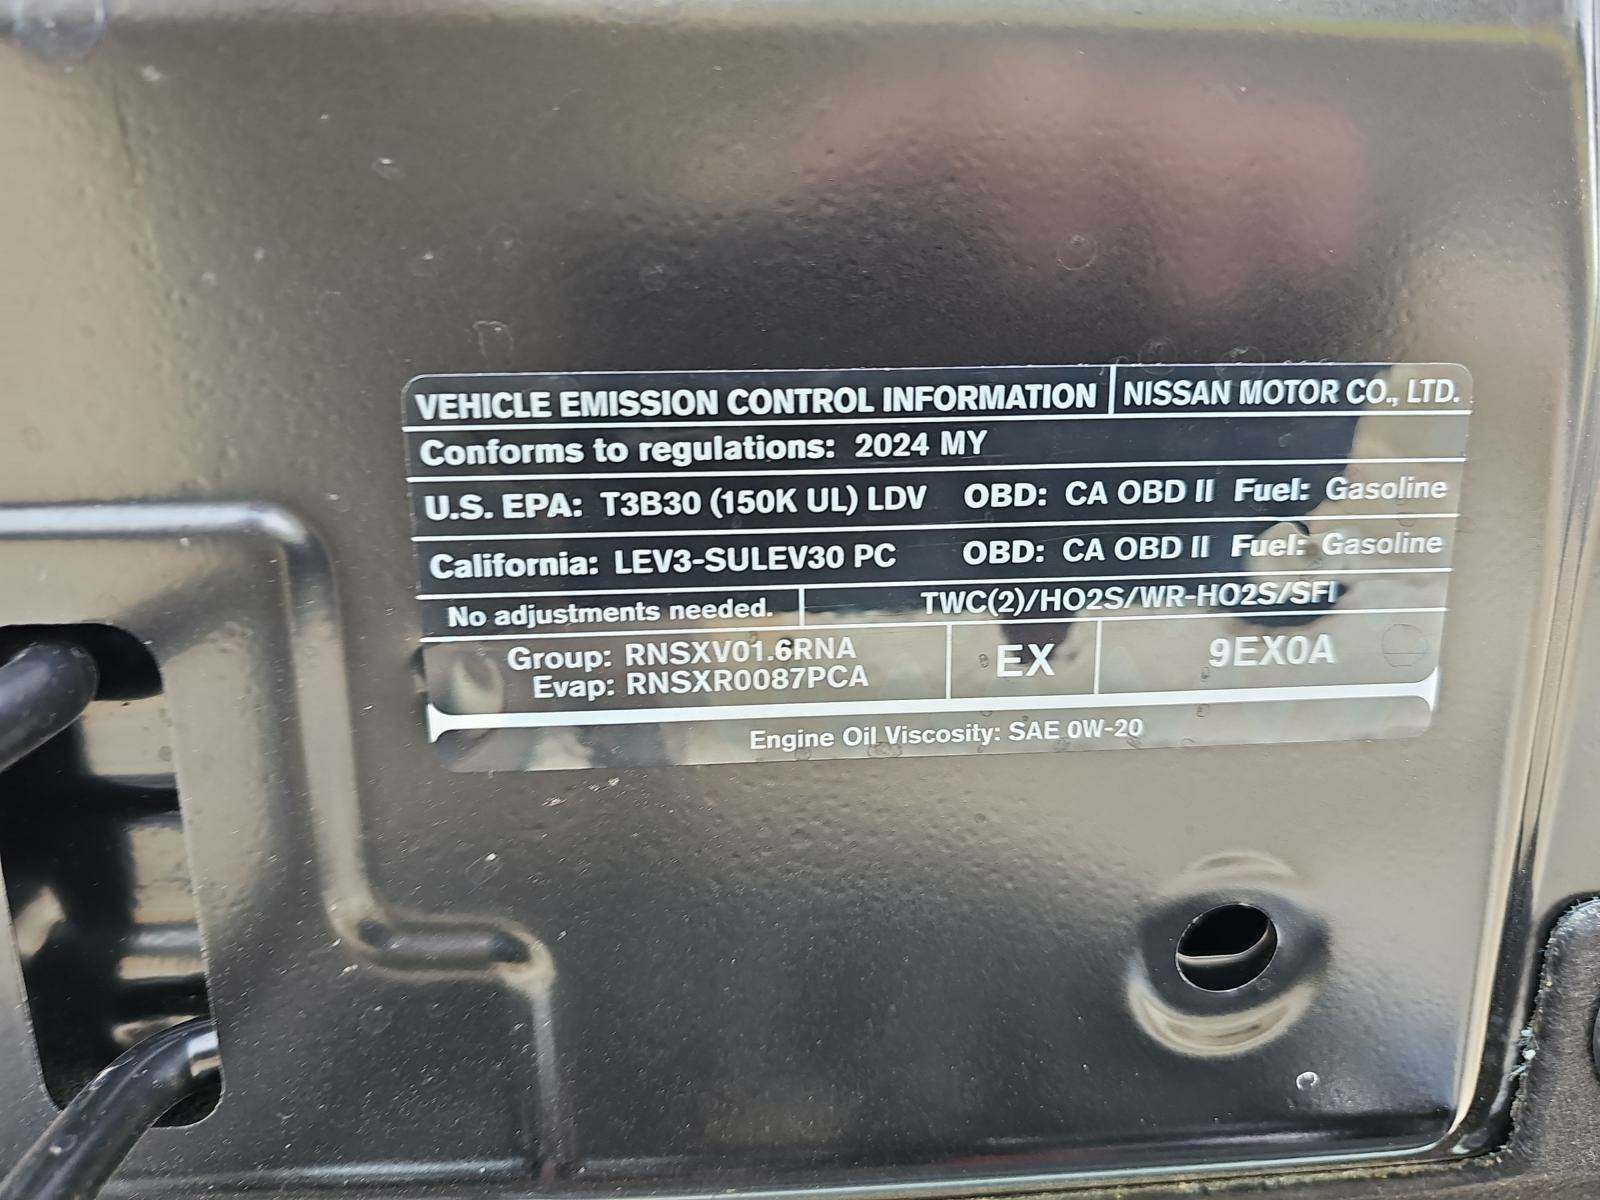 VEHICLE EMISSION CONTROL INFORMATION NISSAN MOTOR CO., LTD.
Conforms to regulations: 2024 MY
U.S. EPA: T3B30 (150K UL) LDV OBD: CA OBD II Fuel: Gasoline
California: LEV3-SULEV30 PC OBD: CA OBD II Fuel: Gasoline
No adjustments needed. TWC(2)/HO2S/WR-HO2S/SFI
Group: RNSXV01.6RNA
Evap: RNSXR0087PCA
EX
9EX0A
Engine Oil Viscosity: SAE 0W-20